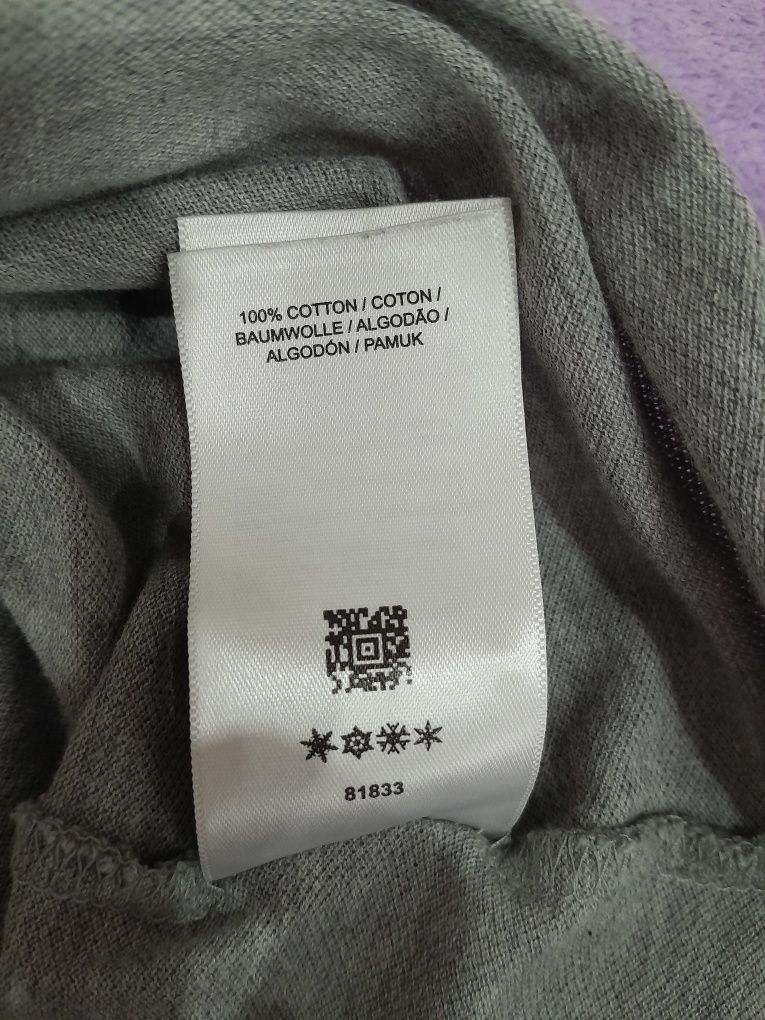 100% COTTON / COTON /
BAUMWOLLE / ALGODÃO /
ALGODÓN / PAMUK
81833